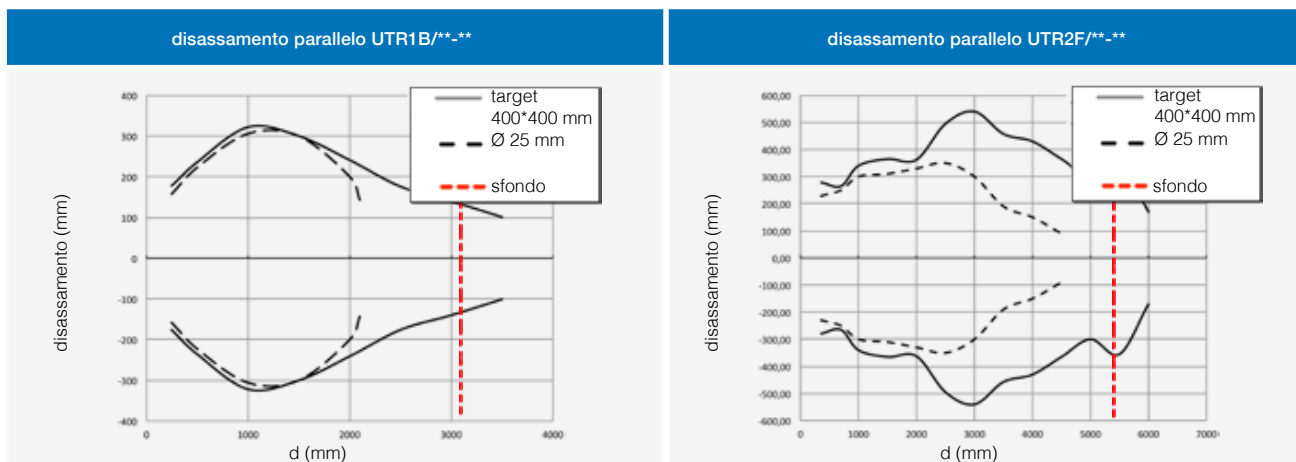 disassamento parallelo UTR1B/**-**
400
300
200
100
0
-100
-200
-300
-400
disassamento (mm)
target
400*400 mm
Ø 25 mm
sfondo
0
1000
2000
3000
4000
d (mm)
disassamento parallelo UTR2F/**-**
600,00
500,00
400,00
300,00
200,00
100,00
0,00
-100,00
-200,00
-300,00
-400,00
-500,00
-600,00
disassamento (mm)
target
400*400 mm
Ø 25 mm
sfondo
0
1000
2000
3000
4000
5000
6000
7000
d (mm)